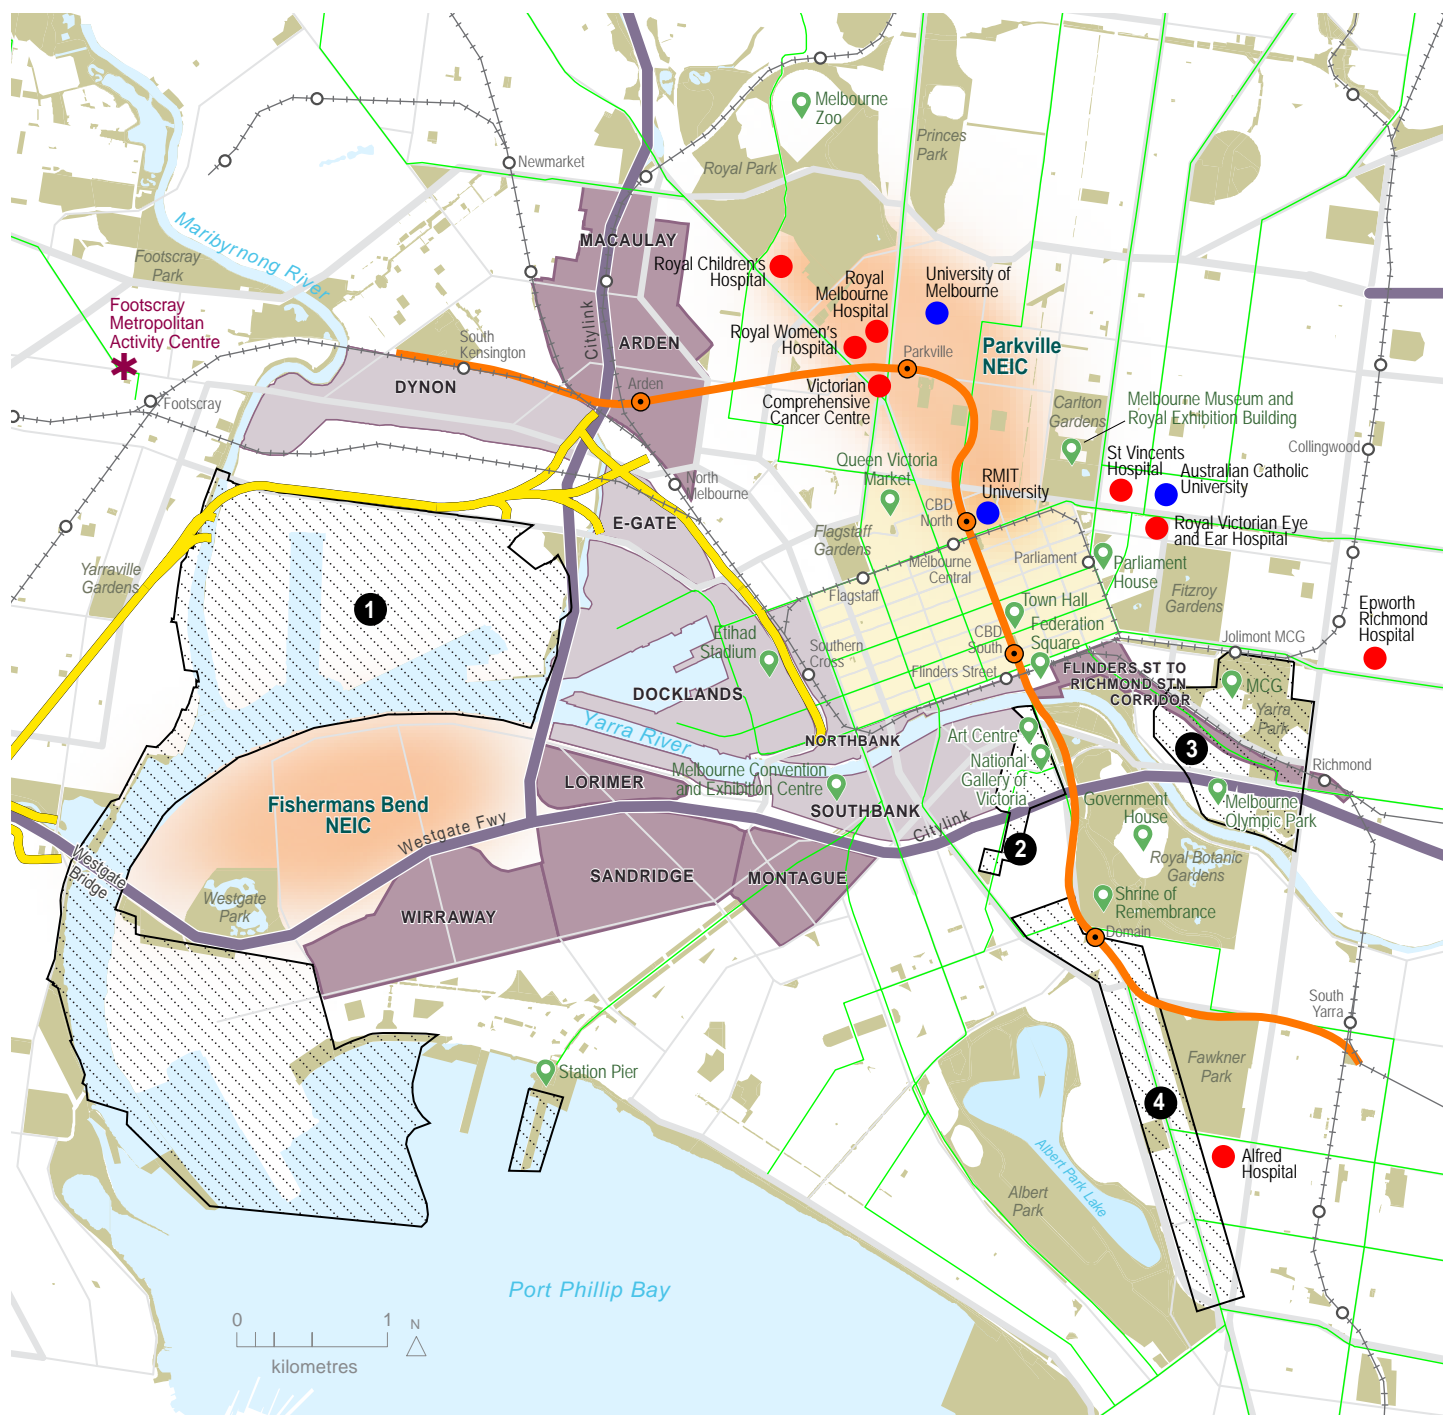 Melbourne
Zoo
Princes
Park
Newmarket
Royal Park
Maribyrnong River
Footscray
Park
MACAULAY
Royal Children's
Hospital
Royal
Melbourne
Hospital
University of
Melbourne
Footscray
Metropolitan
Activity Centre
Citylink
South
Kensington
ARDEN
Royal Women's
Hospital
Parkville
Parkville
NEIC
DYNON
Arden
Victorian
Comprehensive
Cancer Centre
Carlton
Gardens
Melbourne Museum and
Royal Exhibition Building
Footscray
Collingwood
St Vincents
Hospital
Australian Catholic
University
Queen Victoria
Market
RMIT
University
North
Melbourne
CBD
North
E-GATE
Flagstaff
Gardens
Royal Victorian Eye
and Ear Hospital
Melbourne
Central
Parliament
Parliament
House
Yarraville
Gardens
Flagstaff
Fitzroy
Gardens
1
Town Hall
Federation
Square
Epworth
Richmond
Hospital
Etihad
Stadium
Southern
Cross
CBD
South
Jolimont MCG
Flinders Street
FLINDERS ST TO
RICHMOND STN
CORRIDOR
MCG
DOCKLANDS
Yarra
Park
Yarra River
NORTHBANK
Art Centre
3
National
Gallery of
Victoria
Richmond
LORIMER
Melbourne Convention
and Exhibition Centre
Fishermans Bend
NEIC
SOUTHBANK
Citylink
Government
House
Melbourne
Olympic Park
Westgate Fwy
2
Westgate
Bridge
Royal Botanic
Gardens
SANDRIDGE
MONTAGUE
Westgate
Park
WIRRAWAY
Shrine of
Remembrance
Domain
South
Yarra
Fawkner
Park
Station Pier
4
Albert Park Lake
Alfred
Hospital
Albert
Park
Port Phillip Bay
0
1
N
kilometres